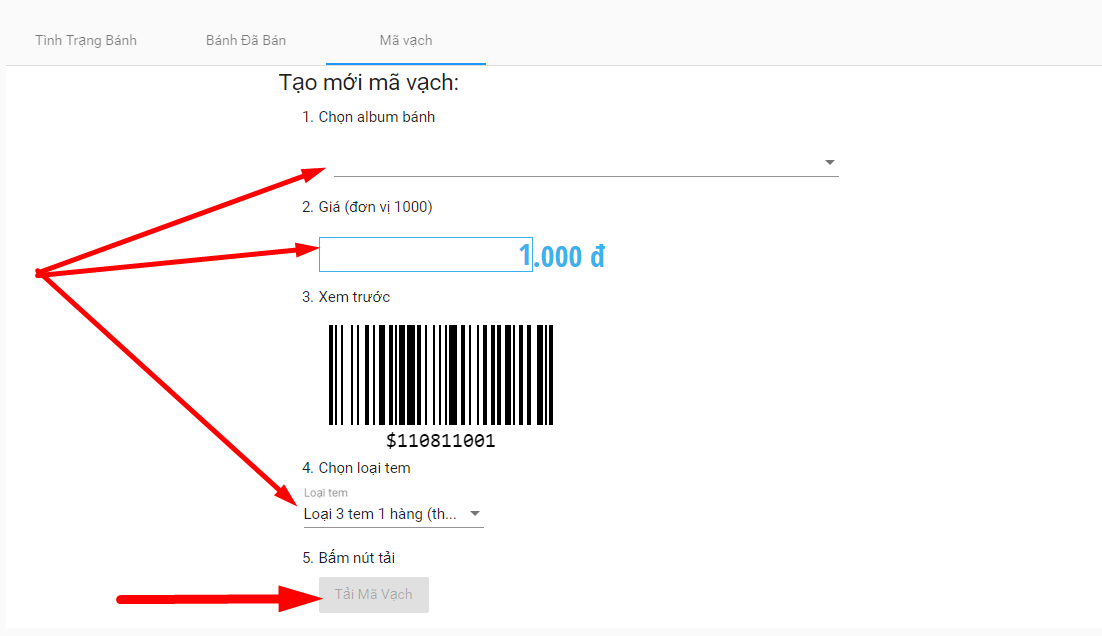 Tình Trạng Bánh Bánh Đã Bán Mã vạch
Tạo mới mã vạch:
1. Chọn album bánh
2. Giá (đơn vị 1000)
1.000 đ
3. Xem trước
$110811001
4. Chọn loại tem
Loại tem
Loại 3 tem 1 hàng (th...
5. Bấm nút tải
Tải Mã Vạch